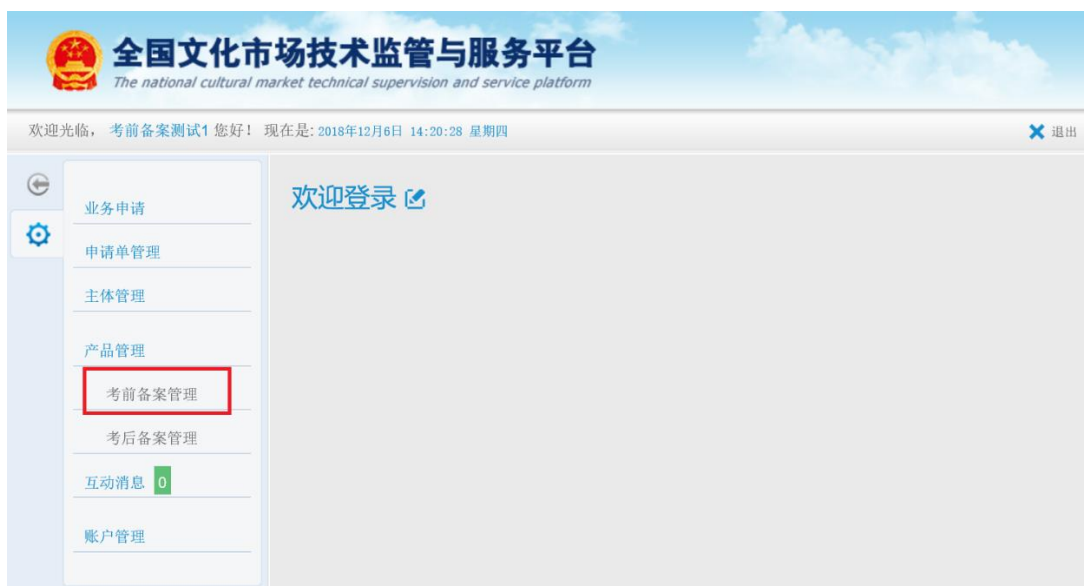 全国文化市场技术监管与服务平台
The national cultural market technical supervision and service platform
欢迎光临， 考前备案测试1 您好！ 现在是：2018年12月6日 14:20:28 星期四
退出
欢迎登录
业务申请
申请单管理
主体管理
产品管理
考前备案管理
考后备案管理
互动消息 0
账户管理